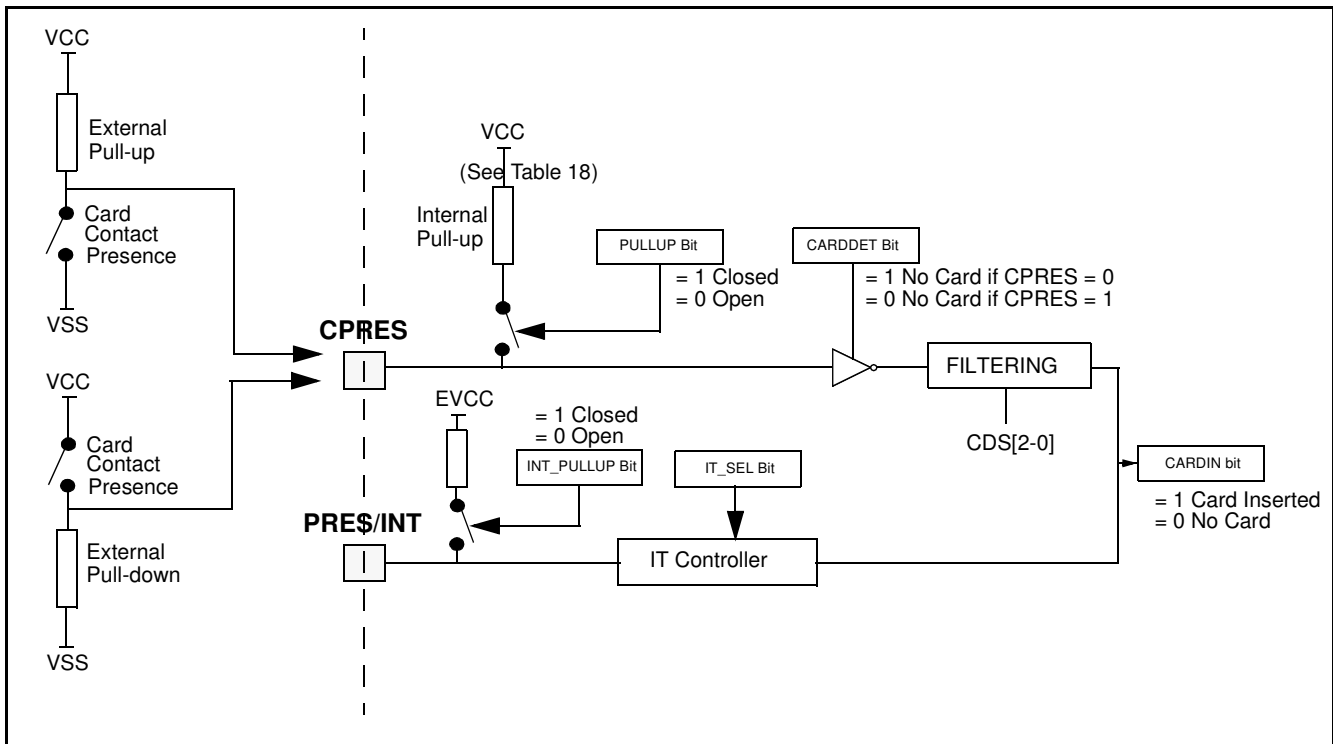 VCC
External
Pull-up
Card
Contact
Presence
VSS
VCC
Card
Contact
Presence
External
Pull-down
VSS
CPRES
VCC
(See Table 18)
Internal
Pull-up
PULLUP Bit
= 1 Closed
= 0 Open
CARDDET Bit
= 1 No Card if CPRES = 0
= 0 No Card if CPRES = 1
FILTERING
CDS[2-0]
EVCC
= 1 Closed
= 0 Open
INT_PULLUP Bit
IT_SEL Bit
PRES/INT
IT Controller
CARDIN bit
= 1 Card Inserted
= 0 No Card